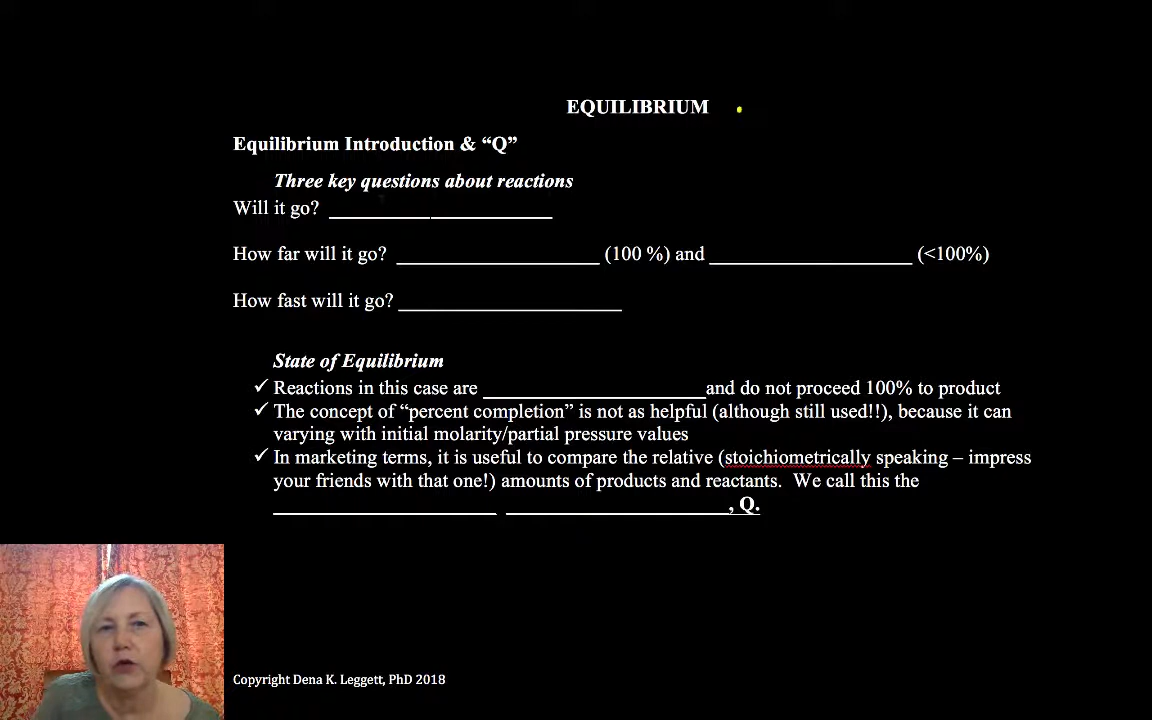 EQUILIBRIUM
Equilibrium Introduction & “Q”
Three key questions about reactions
Will it go? ____________________
How far will it go? ____________________ (100 %) and ____________________ (<100%)
How fast will it go? ______________________
State of Equilibrium
✓ Reactions in this case are ______________________and do not proceed 100% to product
✓ The concept of “percent completion” is not as helpful (although still used!!), because it can
varying with initial molarity/partial pressure values
✓ In marketing terms, it is useful to compare the relative (stoichiometrically speaking – impress
your friends with that one!) amounts of products and reactants. We call this the
______________________ ______________________, Q.
Copyright Dena K. Leggett, PhD 2018